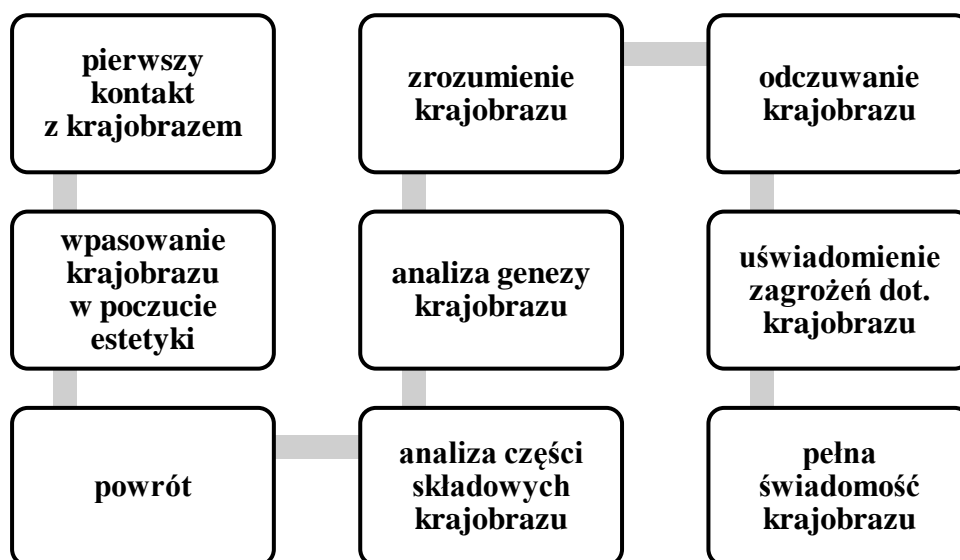 pierwszy
kontakt
z krajobrazem
wpasowanie
krajobrazu
w poczucie
estetyki
powrót
analiza części
składowych
krajobrazu
analiza genezy
krajobrazu
zrozumienie
krajobrazu
odczuwanie
krajobrazu
uświadomienie
zagrożeń dot.
krajobrazu
pełna
świadomość
krajobrazu